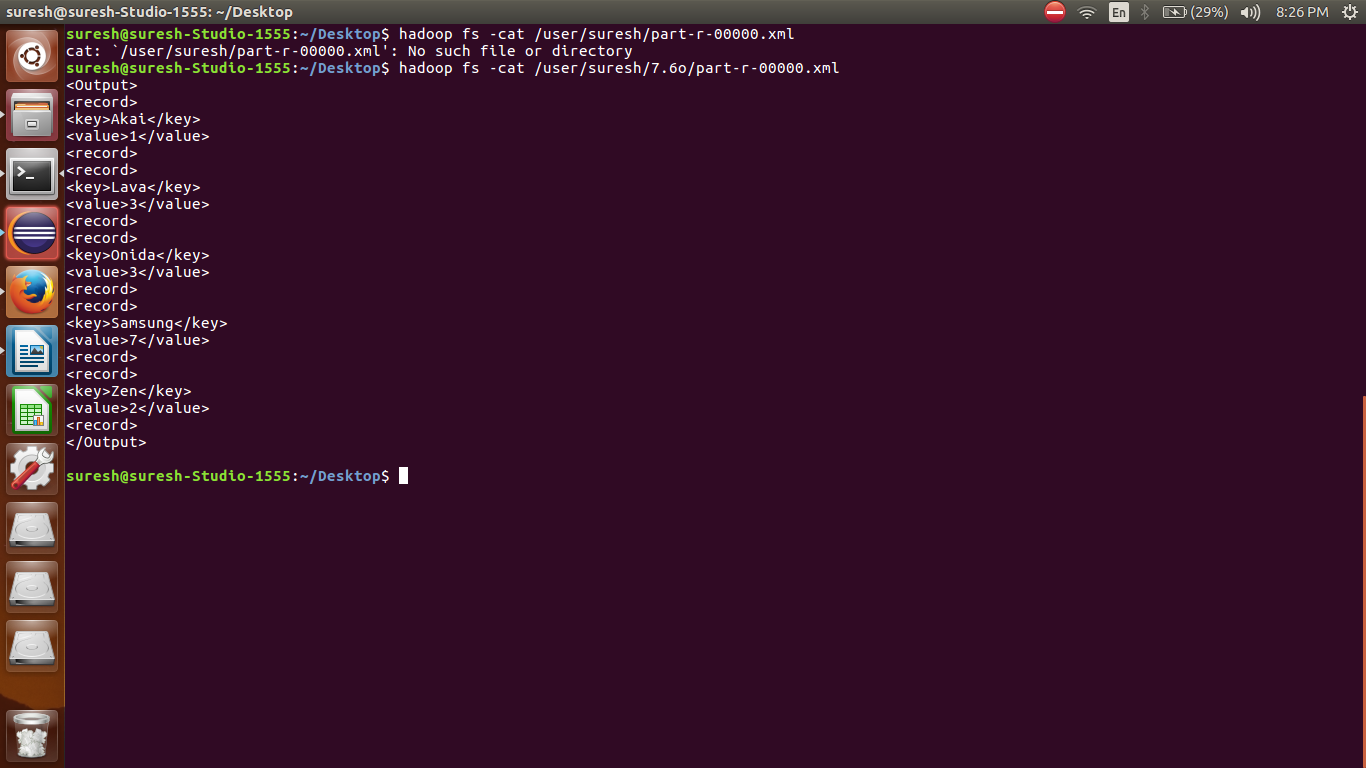 suresh@suresh-Studio-1555: ~/Desktop
En
(29%)
8:26 PM
suresh@suresh-Studio-1555:~/Desktop$ hadoop fs -cat /user/suresh/part-r-00000.xml
cat: `/user/suresh/part-r-00000.xml': No such file or directory
suresh@suresh-Studio-1555:~/Desktop$ hadoop fs -cat /user/suresh/7.6o/part-r-00000.xml
<Output>
<record>
<key>Akai</key>
<value>1</value>
<record>
<record>
<key>Lava</key>
<value>3</value>
<record>
<record>
<key>Onida</key>
<value>3</value>
<record>
<record>
<key>Samsung</key>
<value>7</value>
<record>
<record>
<key>Zen</key>
<value>2</value>
<record>
</Output>
suresh@suresh-Studio-1555:~/Desktop$